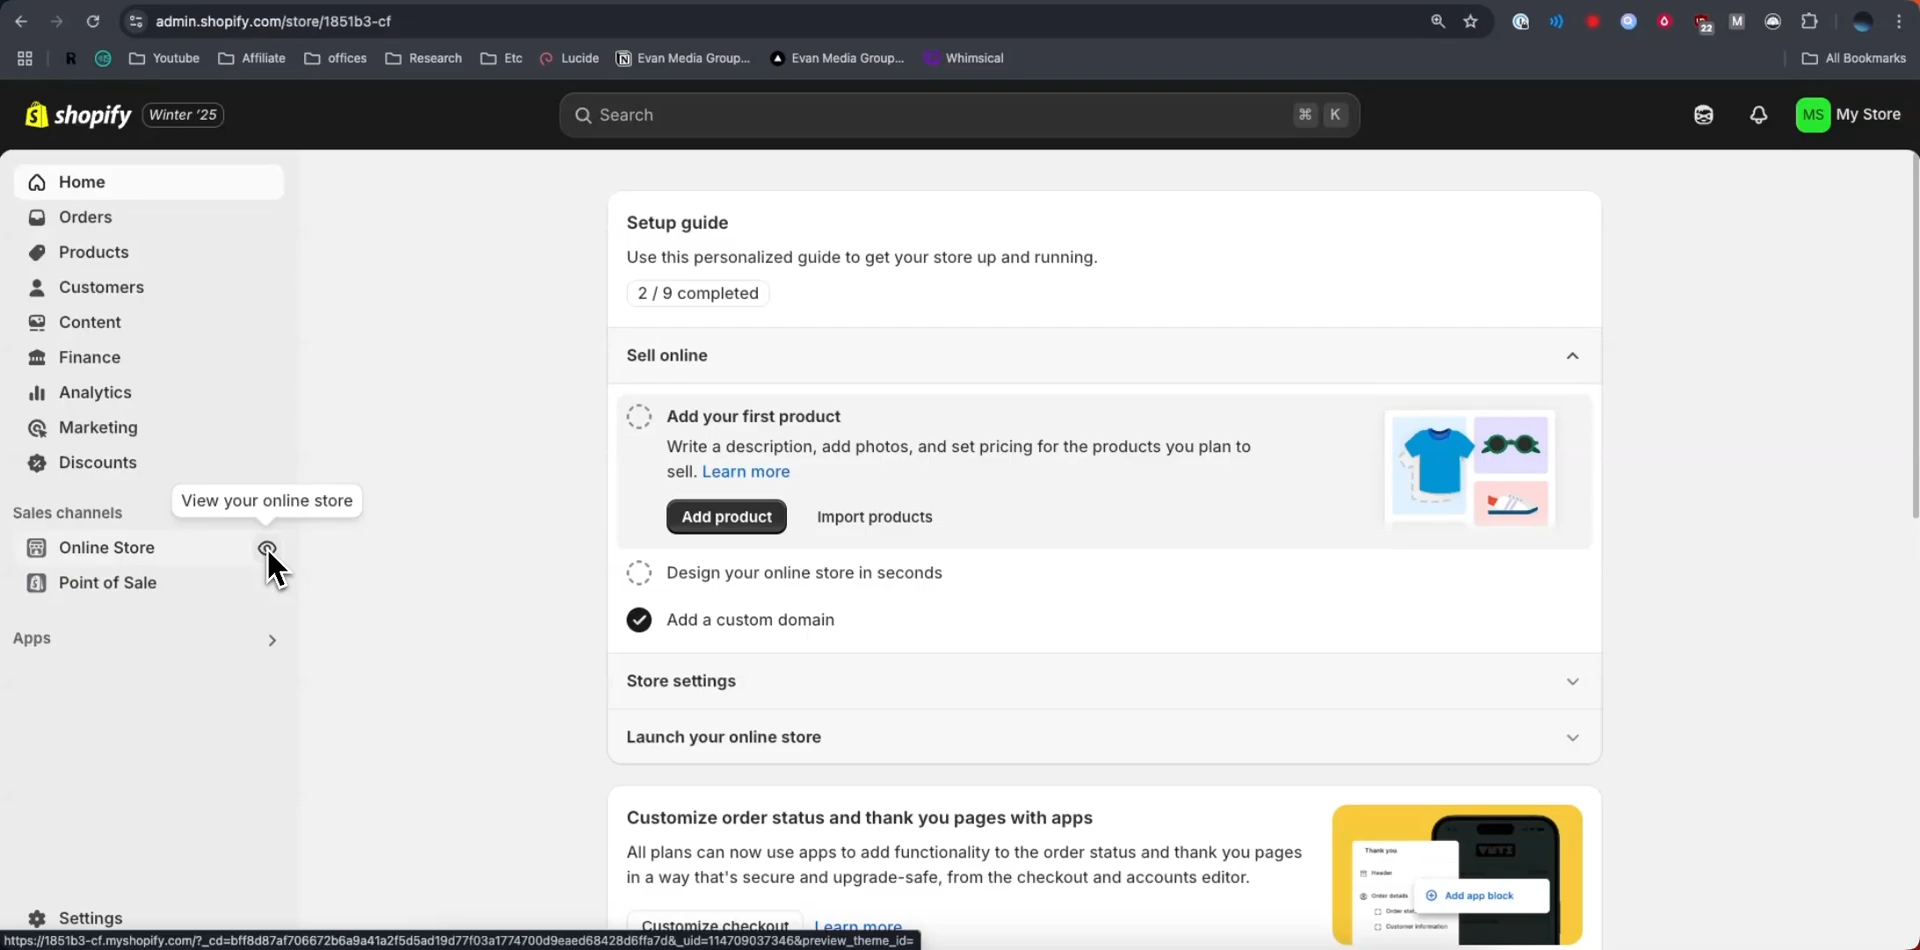 admin.shopify.com/store/1851b3-cf
22
M
R
Youtube
Affiliate
offices
Research
Etc
Lucide
Evan Media Group...
Evan Media Group...
Whimsical
All Bookmarks
shopify
Winter '25
Search
⌘ K
MS My Store
Home
Orders
Products
Customers
Content
Finance
Analytics
Marketing
Discounts
View your online store
Sales channels
Online Store
Point of Sale
Apps
Settings
Setup guide
Use this personalized guide to get your store up and running.
2 / 9 completed
Sell online
Add your first product
Write a description, add photos, and set pricing for the products you plan to
sell. Learn more
Add product
Import products
Design your online store in seconds
Add a custom domain
Store settings
Launch your online store
Customize order status and thank you pages with apps
All plans can now use apps to add functionality to the order status and thank you pages
in a way that's secure and upgrade-safe, from the checkout and accounts editor.
Customize checkout
Learn more
Thank you
Header
Order details
Add app block
Customer information
https://1851b3-cf.myshopify.com/?_cd=bff8d87af706672b6a9a41a2f5d5ad19d77f03a1774700d9eaed68428d6ffa7d&_uid=114709037346&preview_theme_id=